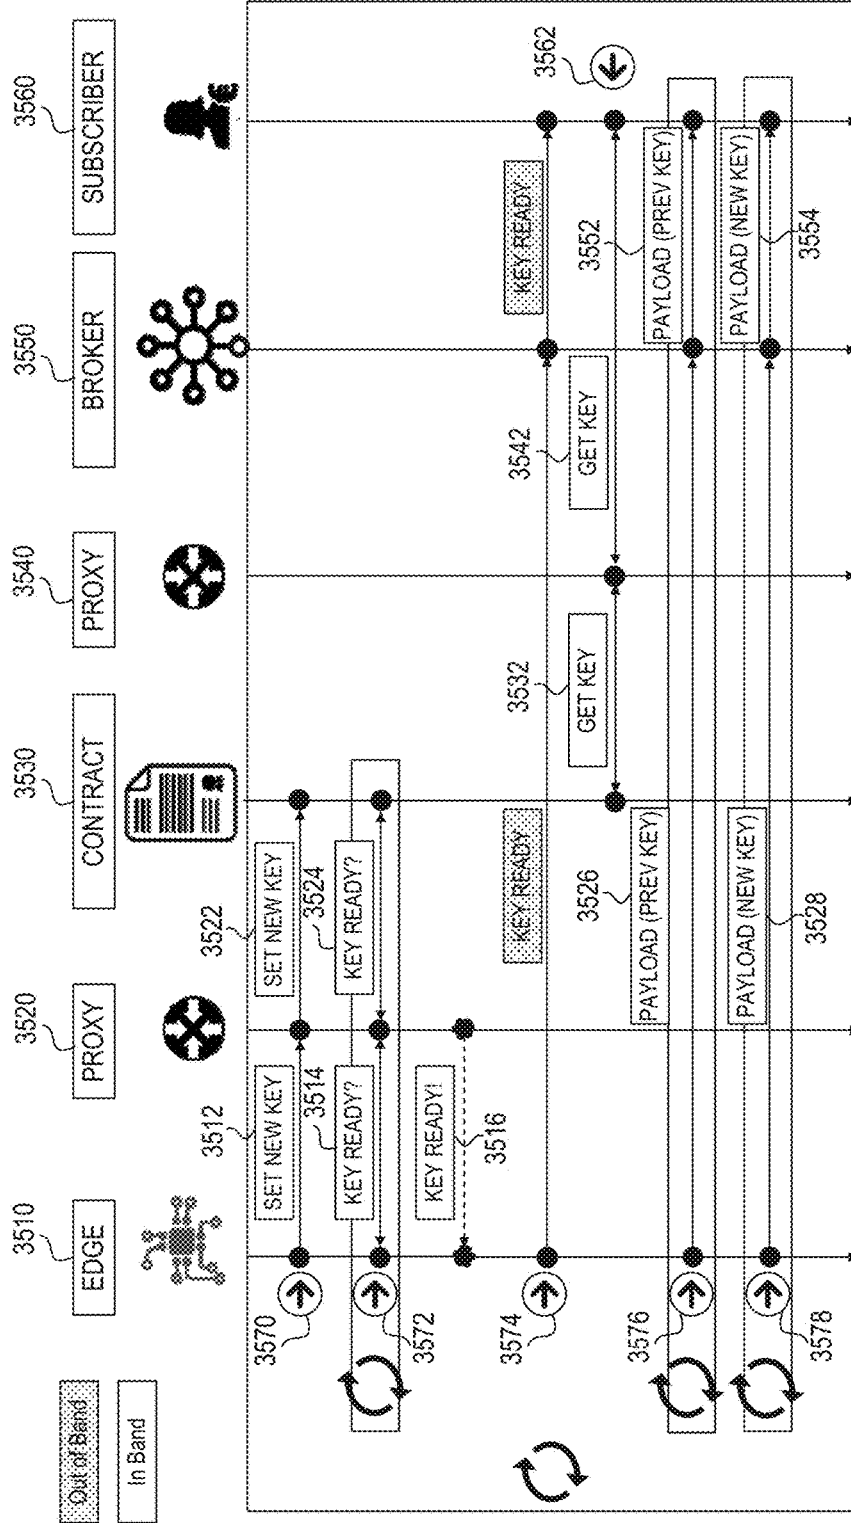 Out of Band
In Band
3510
EDGE
3520
PROXY
3530
CONTRACT
3540
PROXY
3550
BROKER
3560
SUBSCRIBER
3570
3512
SET NEW KEY
3522
SET NEW KEY
3572
3514
KEY READY?
3524
KEY READY?
KEY READY!
3516
3574
KEY READY
KEY READY
3532
GET KEY
3542
GET KEY
3562
3576
3526
PAYLOAD (PREV KEY)
3552
PAYLOAD (PREV KEY)
3578
PAYLOAD (NEW KEY)
3528
PAYLOAD (NEW KEY)
3554